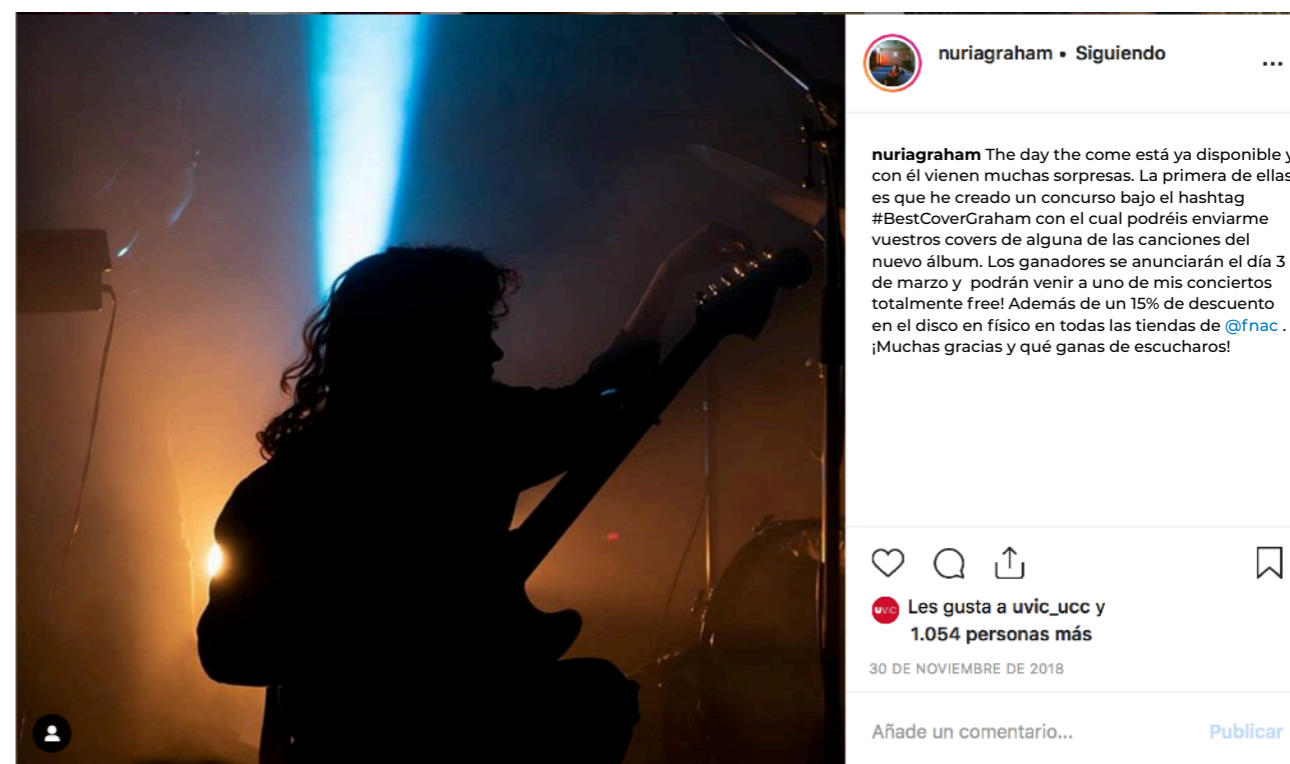 nuriagraham • Siguiendo
nuriagraham The day the come está ya disponible y
con él vienen muchas sorpresas. La primera de ellas
es que he creado un concurso bajo el hashtag
#BestCoverGraham con el cual podréis enviarme
vuestros covers de alguna de las canciones del
nuevo álbum. Los ganadores se anunciarán el día 3
de marzo y podrán venir a uno de mis conciertos
totalmente free! Además de un 15% de descuento
en el disco en físico en todas las tiendas de @fnac .
¡Muchas gracias y qué ganas de escucharos!
UVIC
Les gusta a uvic_ucc y
1.054 personas más
30 DE NOVIEMBRE DE 2018
Añade un comentario...
Publicar